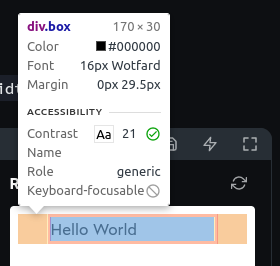 div.box 170 × 30
Color #000000
Font 16px Wotfard
Margin 0px 29.5px
ACCESSIBILITY
Contrast Aa 21
Name
Role generic
Keyboard-focusable
Hello World